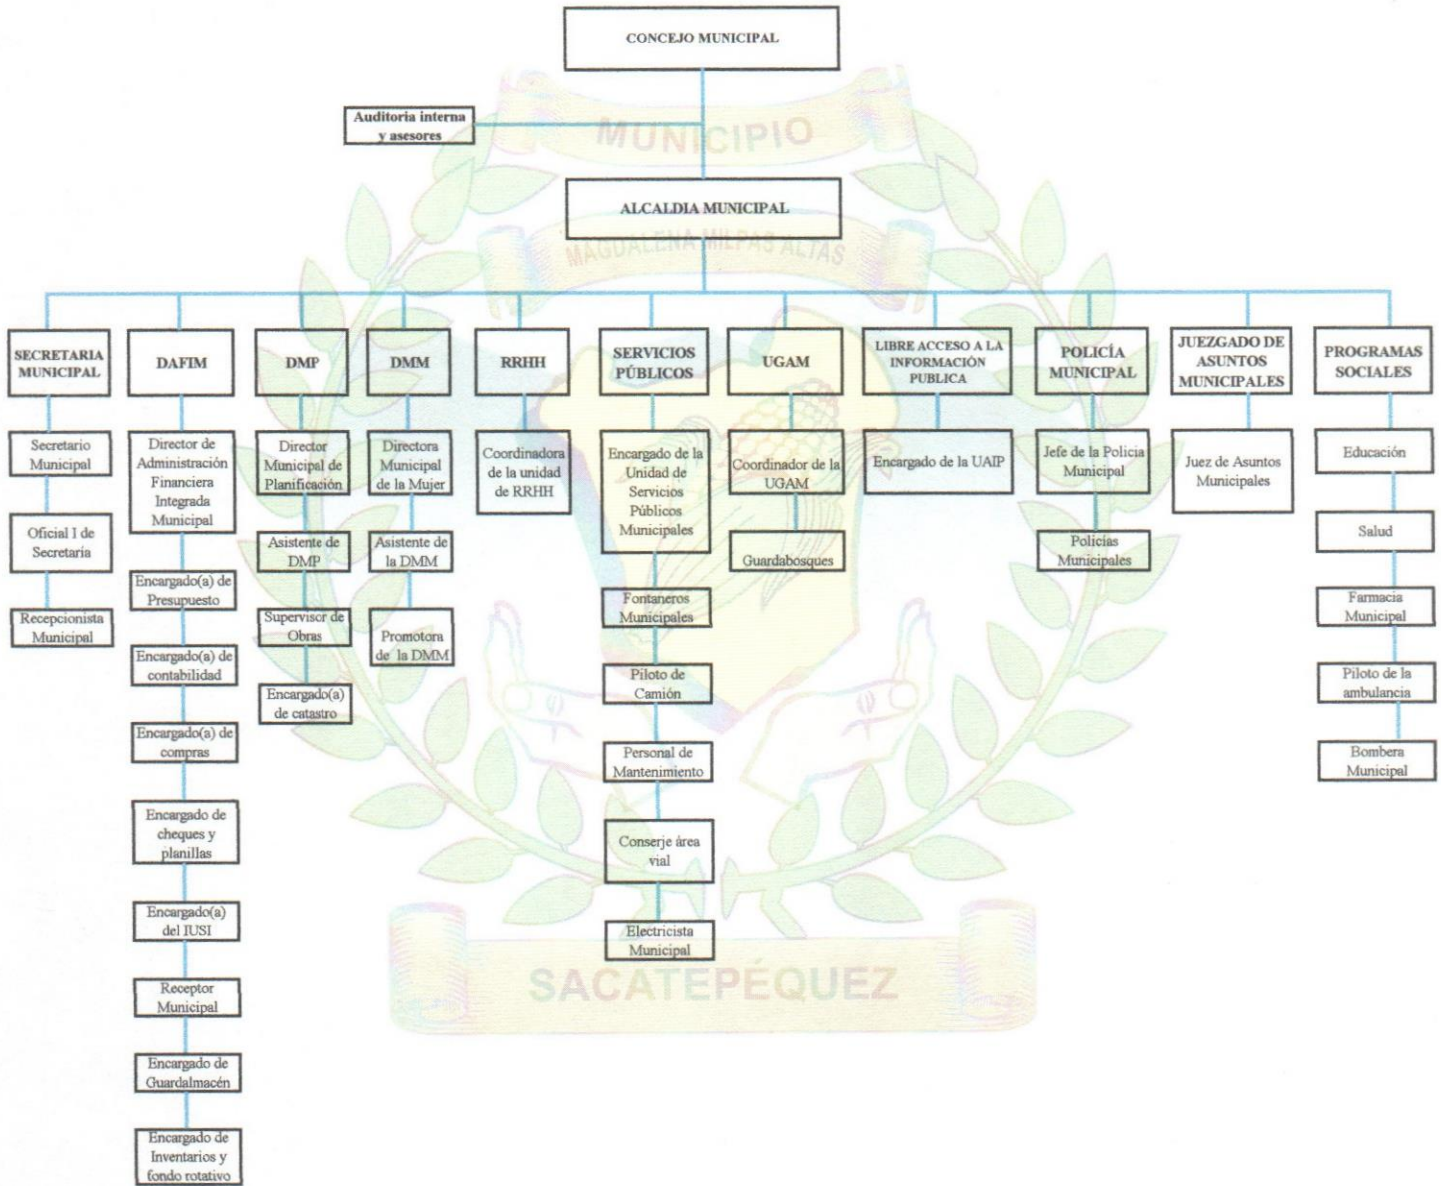 CONCEJO MUNICIPAL
Auditoria interna
y asesores
MUNICIPIO
ALCALDIA MUNICIPAL
MAGDALENA MILPAS ALTAS
SECRETARIA
MUNICIPAL
DAFIM
DMP
DMM
RRHH
SERVICIOS
PÚBLICOS
UGAM
LIBRE ACCESO A LA
INFORMACIÓN
PUBLICA
POLICÍA
MUNICIPAL
JUEZGADO DE
ASUNTOS
MUNICIPALES
PROGRAMAS
SOCIALES
Secretario
Municipal
Oficial I de
Secretaría
Recepcionista
Municipal
Director de
Administración
Financiera
Integrada
Municipal
Encargado(a) de
Presupuesto
Encargado(a) de
contabilidad
Encargado(a) de
compras
Encargado de
cheques y
planillas
Encargado(a)
del IUSI
Receptor
Municipal
Encargado de
Guardalmacén
Encargado de
Inventarios y
fondo rotativo
Director
Municipal de
Planificación
Asistente de
DMP
Supervisor de
Obras
Encargado(a)
de catastro
Directora
Municipal
de la Mujer
Asistente de
la DMM
Promotora
de la DMM
Coordinadora
de la unidad
de RRHH
Encargado de la
Unidad de
Servicios
Públicos
Municipales
Fontaneros
Municipales
Piloto de
Camión
Personal de
Mantenimiento
Conserje área
vial
Electricista
Municipal
Coordinador de la
UGAM
Guardabosques
Encargado de la UAIP
Jefe de la Policia
Municipal
Policías
Municipales
Juez de Asuntos
Municipales
Educación
Salud
Farmacia
Municipal
Piloto de la
ambulancia
Bombera
Municipal
SACATEPÉQUEZ